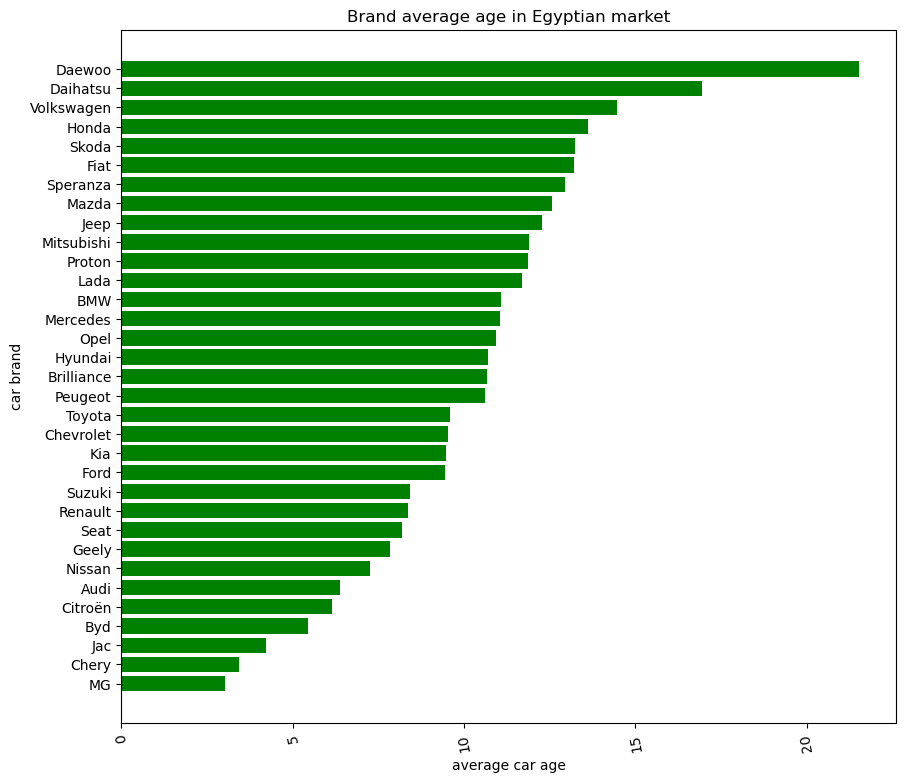 Brand average age in Egyptian market
car brand
Daewoo
Daihatsu
Volkswagen
Honda
Skoda
Fiat
Speranza
Mazda
Jeep
Mitsubishi
Proton
Lada
BMW
Mercedes
Opel
Hyundai
Brilliance
Peugeot
Toyota
Chevrolet
Kia
Ford
Suzuki
Renault
Seat
Geely
Nissan
Audi
Citroën
Byd
Jac
Chery
MG
0 5 10 15 20
average car age